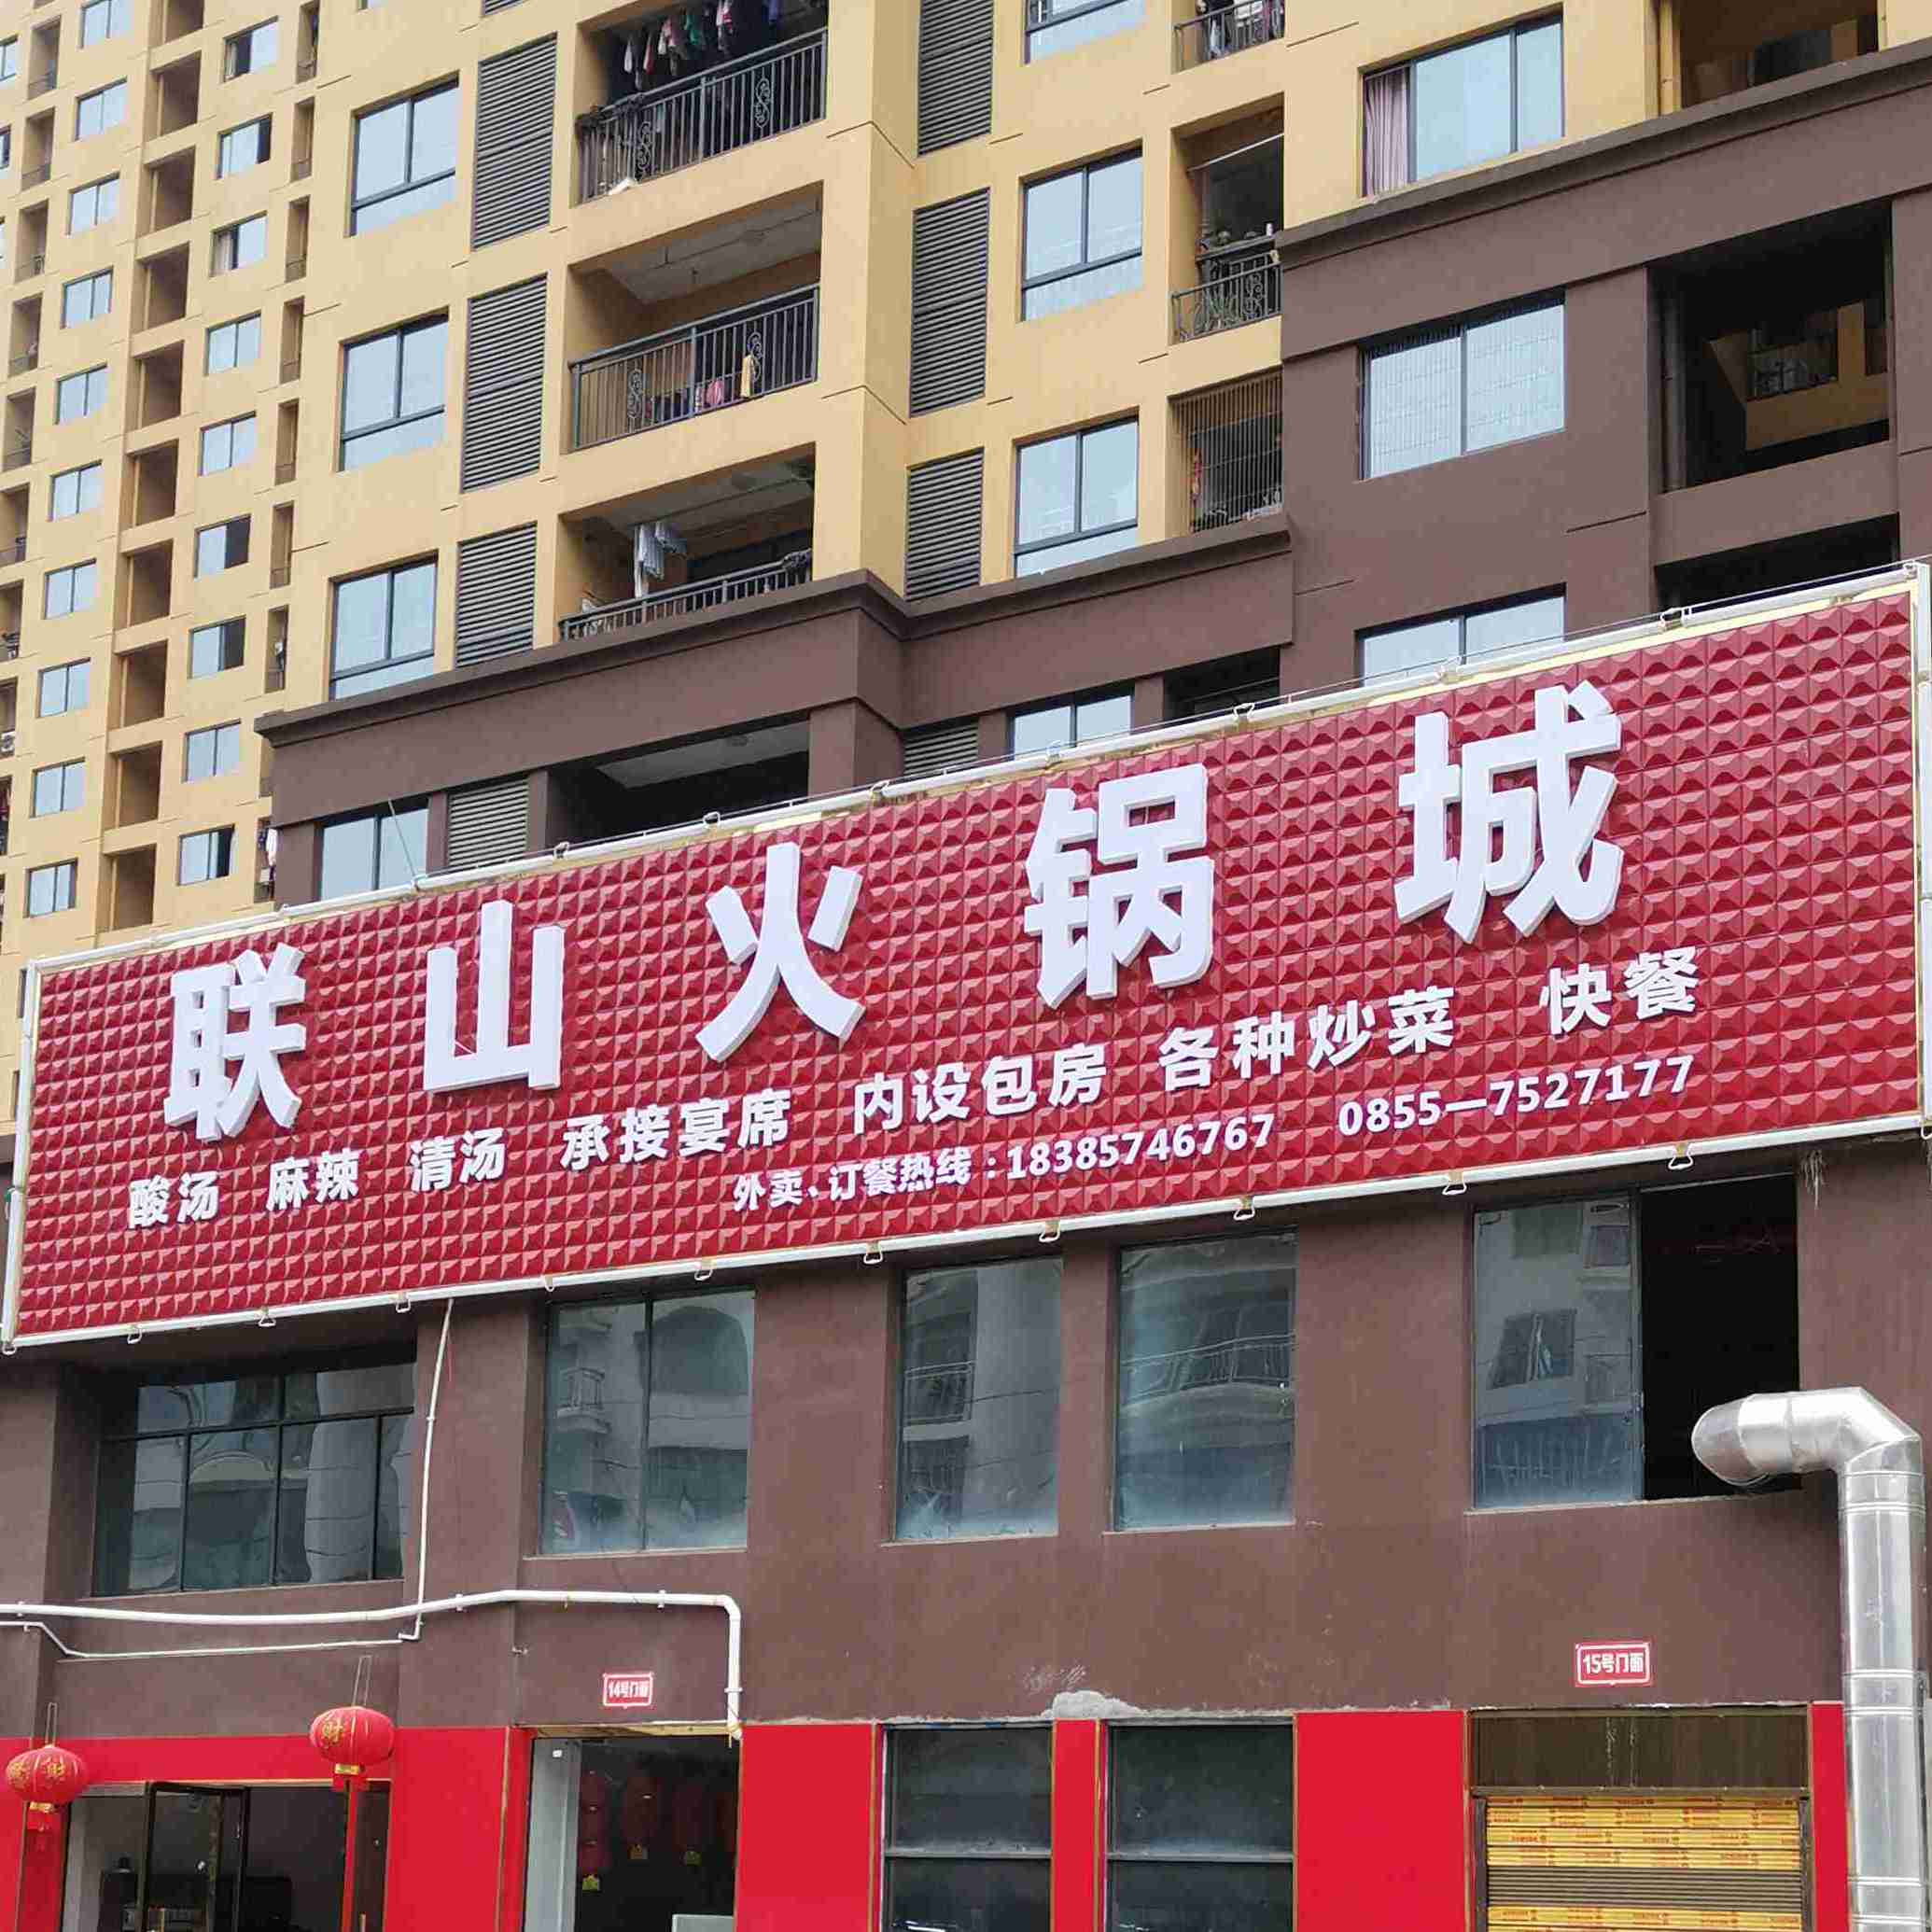 联山火锅城
酸汤 麻辣 清汤 承接宴席 内设包房 各种炒菜 快餐
外卖、订餐热线:18385746767 0855—7527177
14号门面
15号门面
财